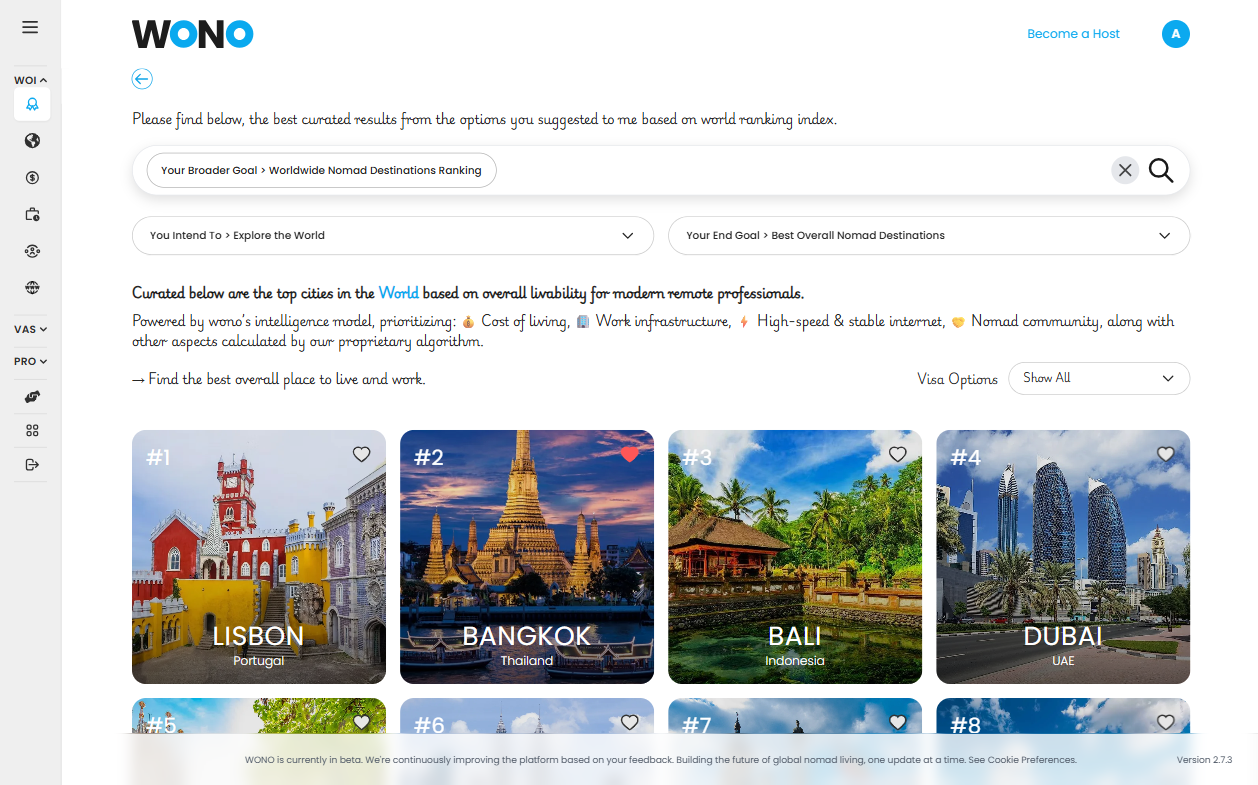 WONO
Become a Host
A
WOI
Please find below, the best curated results from the options you suggested to me based on world ranking index.
Your Broader Goal > Worldwide Nomad Destinations Ranking
You Intend To > Explore the World
Your End Goal > Best Overall Nomad Destinations
Curated below are the top cities in the World based on overall livability for modern remote professionals.
Powered by wono's intelligence model, prioritizing: 💰 Cost of living, 🏢 Work infrastructure, ⚡ High-speed & stable internet, 🤝 Nomad community, along with
other aspects calculated by our proprietary algorithm.
VAS
PRO
→ Find the best overall place to live and work.
Visa Options
Show All
#1
LISBON
Portugal
#2
BANGKOK
Thailand
#3
BALI
Indonesia
#4
DUBAI
UAE
#5
#6
#7
#8
WONO is currently in beta. We're continuously improving the platform based on your feedback. Building the future of global nomad living, one update at a time. See Cookie Preferences.
Version 2.7.3